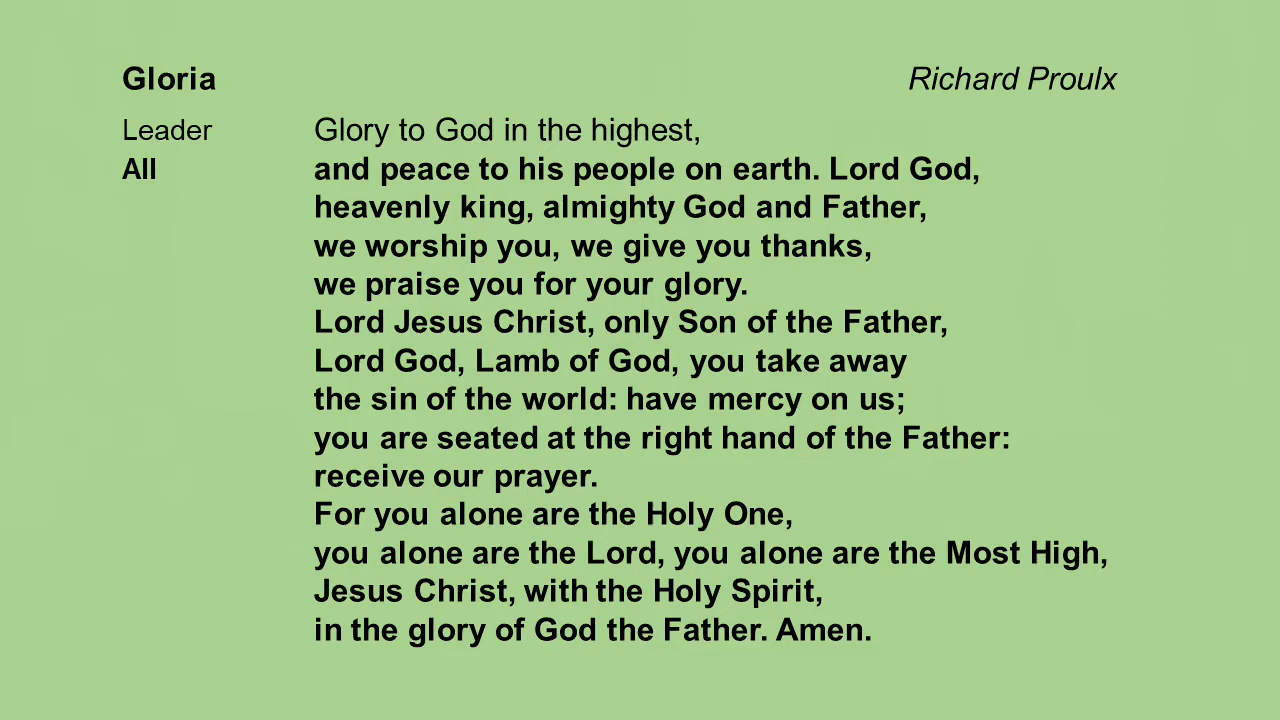 Gloria Richard Proulx
Leader Glory to God in the highest,
All and peace to his people on earth. Lord God,
heavenly king, almighty God and Father,
we worship you, we give you thanks,
we praise you for your glory.
Lord Jesus Christ, only Son of the Father,
Lord God, Lamb of God, you take away
the sin of the world: have mercy on us;
you are seated at the right hand of the Father:
receive our prayer.
For you alone are the Holy One,
you alone are the Lord, you alone are the Most High,
Jesus Christ, with the Holy Spirit,
in the glory of God the Father. Amen.